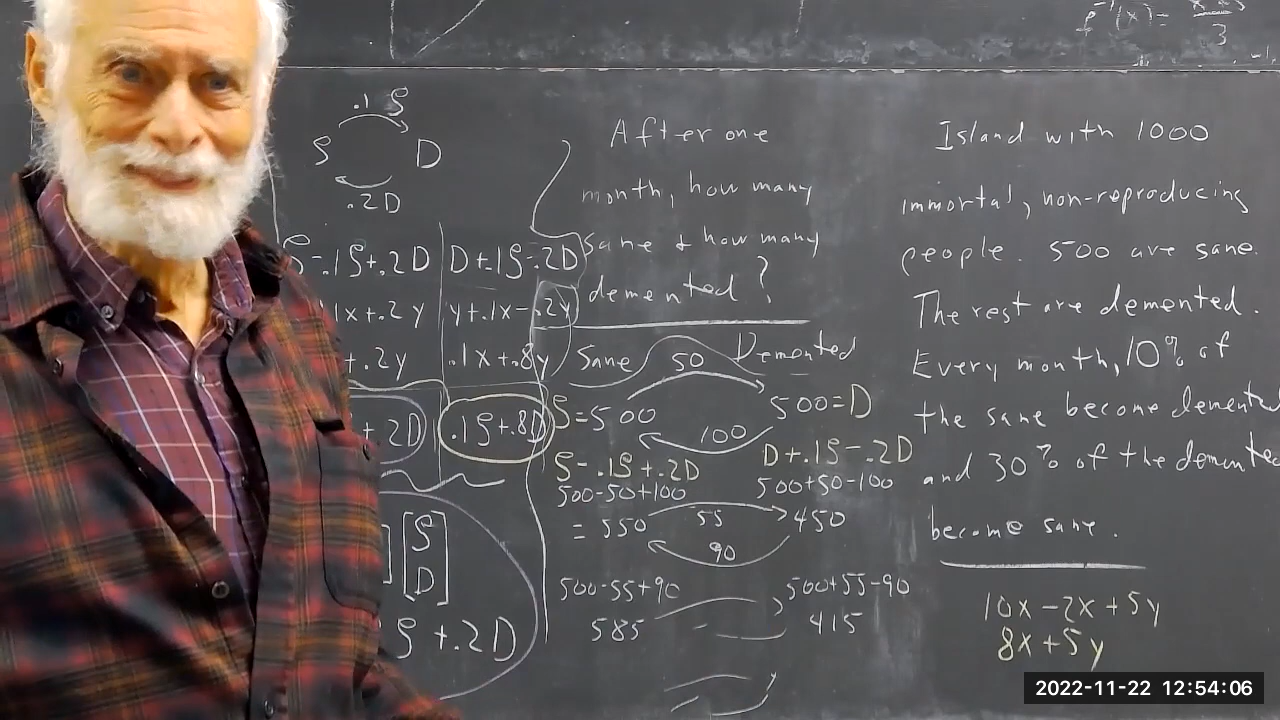 f⁻¹(x)=
3
.1 S
S D
.2D
S-.1S+.2D
D+.1S-.2D
1x+.2y
y+.1x-.2y
+.2y
.1x+.8y
+.2D
.1S+.8D
[S
D]
S+.2D
After one
month, how many
sane & how many
demented?
Sane 50 Demented
S=500 500=D
100
S-.1S+.2D D+.1S-.2D
500-50+100 500+50-100
=550 55 450
90
500-55+90 500+55-90
585 415
Island with 1000
immortal, non-reproducing
people. 500 are sane.
The rest are demented.
Every month, 10% of
the sane become demented
and 30% of the demented
become sane.
10x-2x+5y
8x+5y
2022-11-22 12:54:06